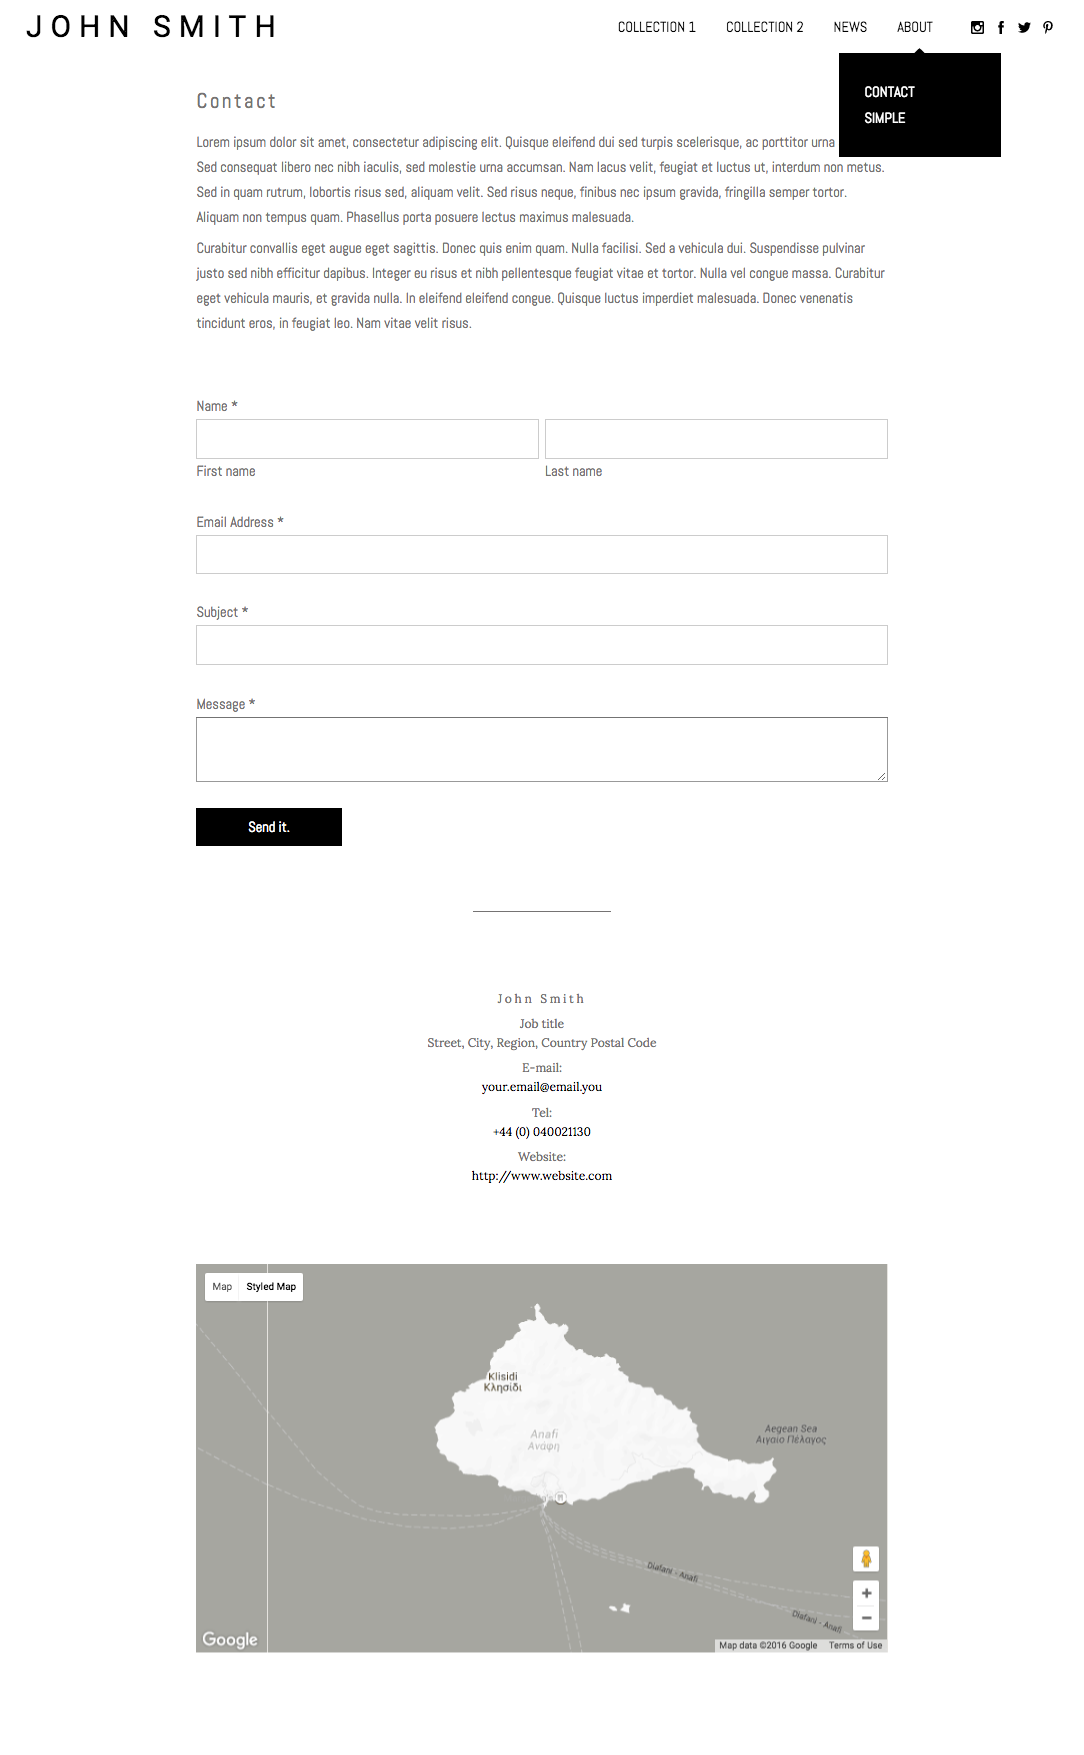 JOHN SMITH
COLLECTION 1 COLLECTION 2 NEWS ABOUT
CONTACT
SIMPLE
Contact
Lorem ipsum dolor sit amet, consectetur adipiscing elit. Quisque eleifend dui sed turpis scelerisque, ac porttitor urna
Sed consequat libero nec nibh iaculis, sed molestie urna accumsan. Nam lacus velit, feugiat et luctus ut, interdum non metus.
Sed in quam rutrum, lobortis risus sed, aliquam velit. Sed risus neque, finibus nec ipsum gravida, fringilla semper tortor.
Aliquam non tempus quam. Phasellus porta posuere lectus maximus malesuada.
Curabitur convallis eget augue eget sagittis. Donec quis enim quam. Nulla facilisi. Sed a vehicula dui. Suspendisse pulvinar
justo sed nibh efficitur dapibus. Integer eu risus et nibh pellentesque feugiat vitae et tortor. Nulla vel congue massa. Curabitur
eget vehicula mauris, et gravida nulla. In eleifend eleifend congue. Quisque luctus imperdiet malesuada. Donec venenatis
tincidunt eros, in feugiat leo. Nam vitae velit risus.
Name *
First name Last name
Email Address *
Subject *
Message *
Send it.
John Smith
Job title
Street, City, Region, Country Postal Code
E-mail:
your.email@email.you
Tel:
+44 (0) 040021130
Website:
http://www.website.com
Map Styled Map
Klisidi
Κλησιδι
Anafi
Ανάφη
Aegean Sea
Αιγαίο Πέλαγος
Diafani - Anafi
Diafani - Anafi
Google
Map data ©2016 Google Terms of Use